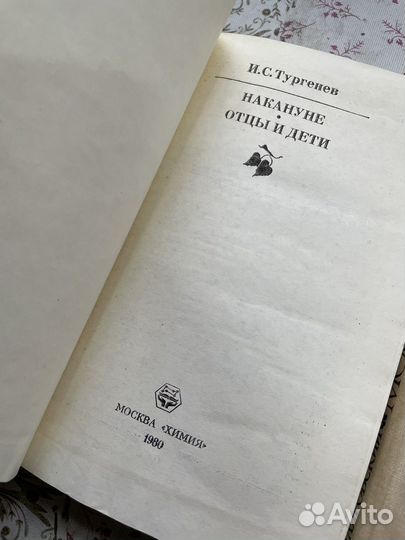 И.С.Тургенев
НАКАНУНЕ
•
ОТЦЫ И ДЕТИ
МОСКВА «ХИМИЯ»
1980
Avito